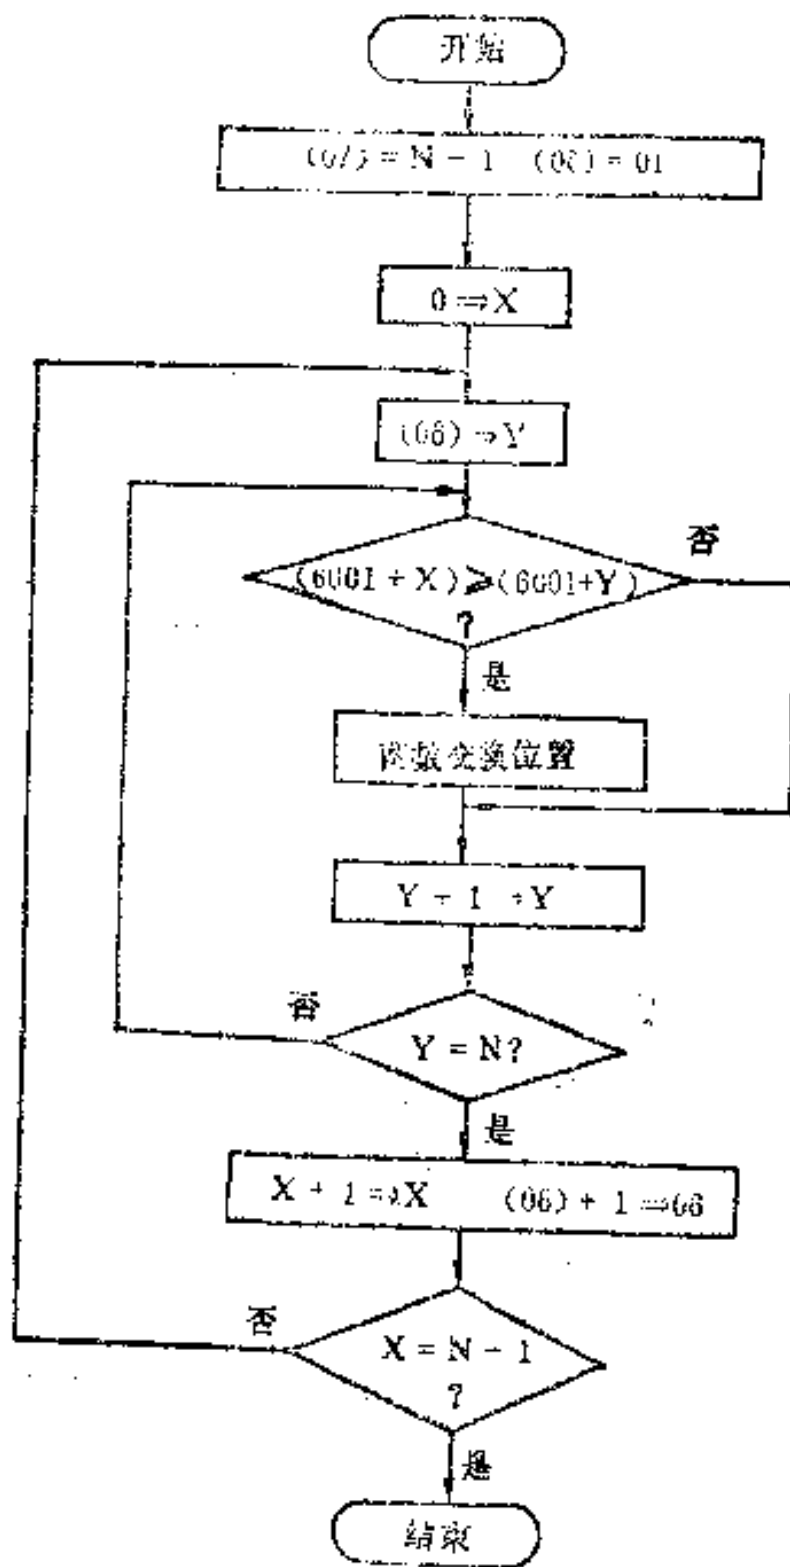 开始
(07) = N - 1 (06) = 01
0 ⇒ X
(06) ⇒ Y
否
(6001 + X) ⩾ (6001+Y)
?
是
两数交换位置
Y + 1 ⇒ Y
否
Y = N?
是
X + 1 ⇒ X (06) + 1 ⇒ 06
否
X = N - 1
?
是
结束